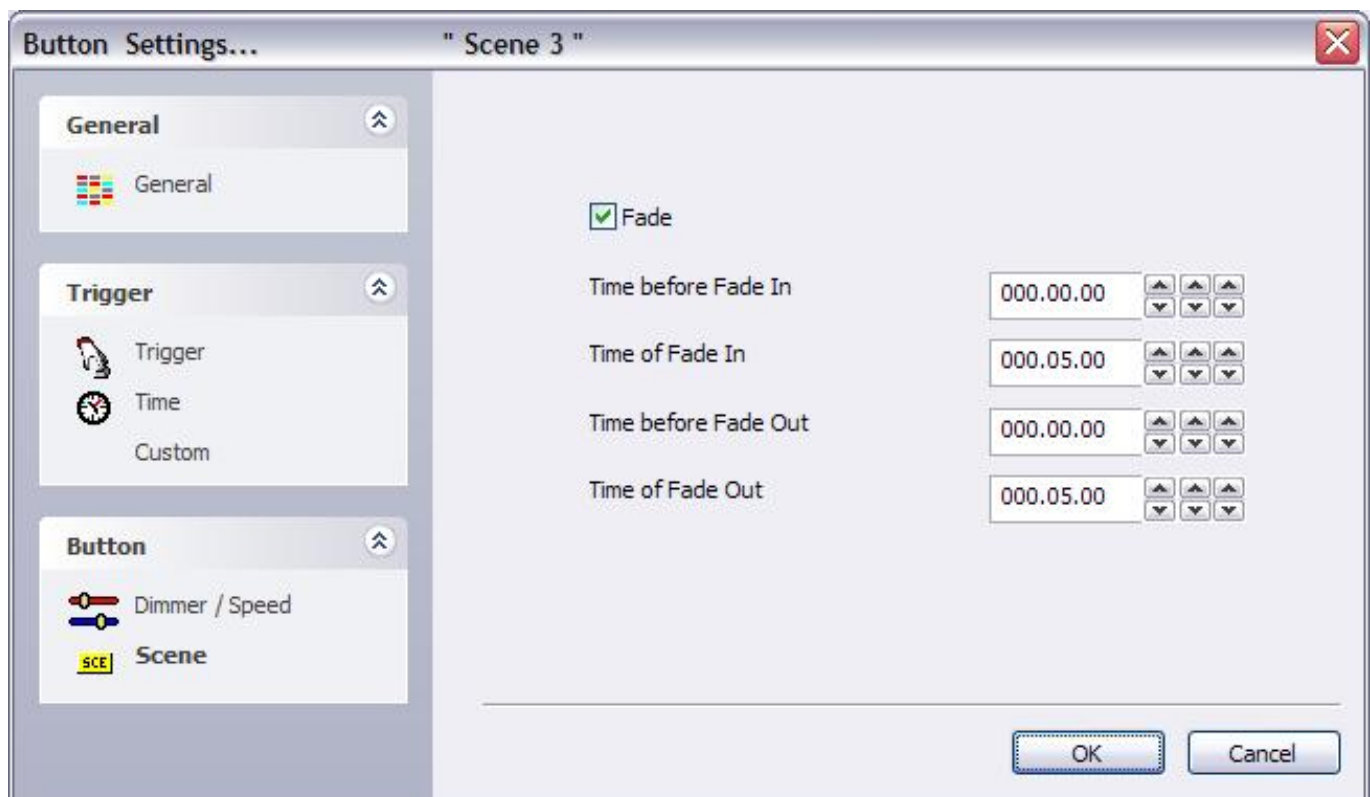 Button Settings... " Scene 3 "
General
General
Trigger
Trigger
Time
Custom
Button
Dimmer / Speed
SCE Scene
Fade
Time before Fade In 000.00.00
Time of Fade In 000.05.00
Time before Fade Out 000.00.00
Time of Fade Out 000.05.00
OK Cancel